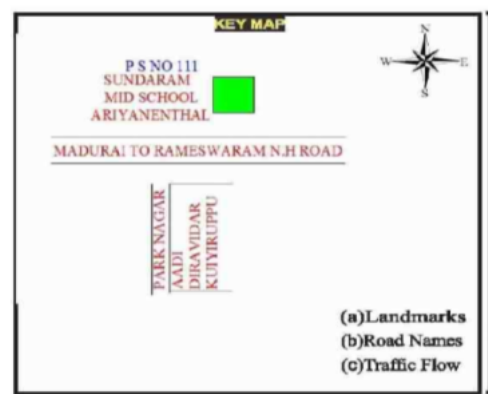 KEY MAP
N
W
E
S
P S NO 111
SUNDARAM
MID SCHOOL
ARIYANENTHAL
MADURAI TO RAMESWARAM N.H ROAD
PARK NAGAR
AADI
DIRAVIDAR
KUIYIRUPPU
(a)Landmarks
(b)Road Names
(c)Traffic Flow